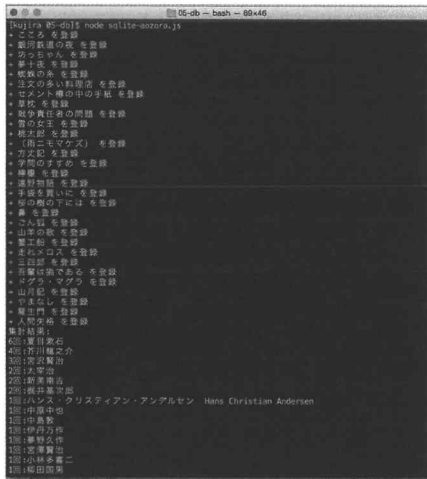 05-db — bash — 89×46
[kujira 05-db]$ node sqlite-aozora.js
+ こころ を登録
+ 銀河鉄道の夜 を登録
+ 坊っちゃん を登録
+ 夢十夜 を登録
+ 蜘蛛の糸 を登録
+ 注文の多い料理店 を登録
+ セメント樽の中の手紙 を登録
+ 草枕 を登録
+ 戦争責任者の問題 を登録
+ 雪の女王 を登録
+ 桃太郎 を登録
+ 〔雨ニモマケズ〕 を登録
+ 方丈記 を登録
+ 学問のすすめ を登録
+ 檸檬 を登録
+ 遠野物語 を登録
+ 手袋を買いに を登録
+ 桜の樹の下には を登録
+ 鼻 を登録
+ ごん狐 を登録
+ 山羊の歌 を登録
+ 蟹工船 を登録
+ 走れメロス を登録
+ 三四郎 を登録
+ 吾輩は猫である を登録
+ ドグラ・マグラ を登録
+ 山月記 を登録
+ やまなし を登録
+ 羅生門 を登録
+ 人間失格 を登録
集計結果:
6回:夏目漱石
4回:芥川竜之介
3回:宮沢賢治
2回:太宰治
2回:新美南吉
2回:梶井基次郎
1回:ハンス・クリスティアン・アンデルセン Hans Christian Andersen
1回:中原中也
1回:中島敦
1回:伊丹万作
1回:夢野久作
1回:宮澤賢治
1回:小林多喜二
1回:柳田国男